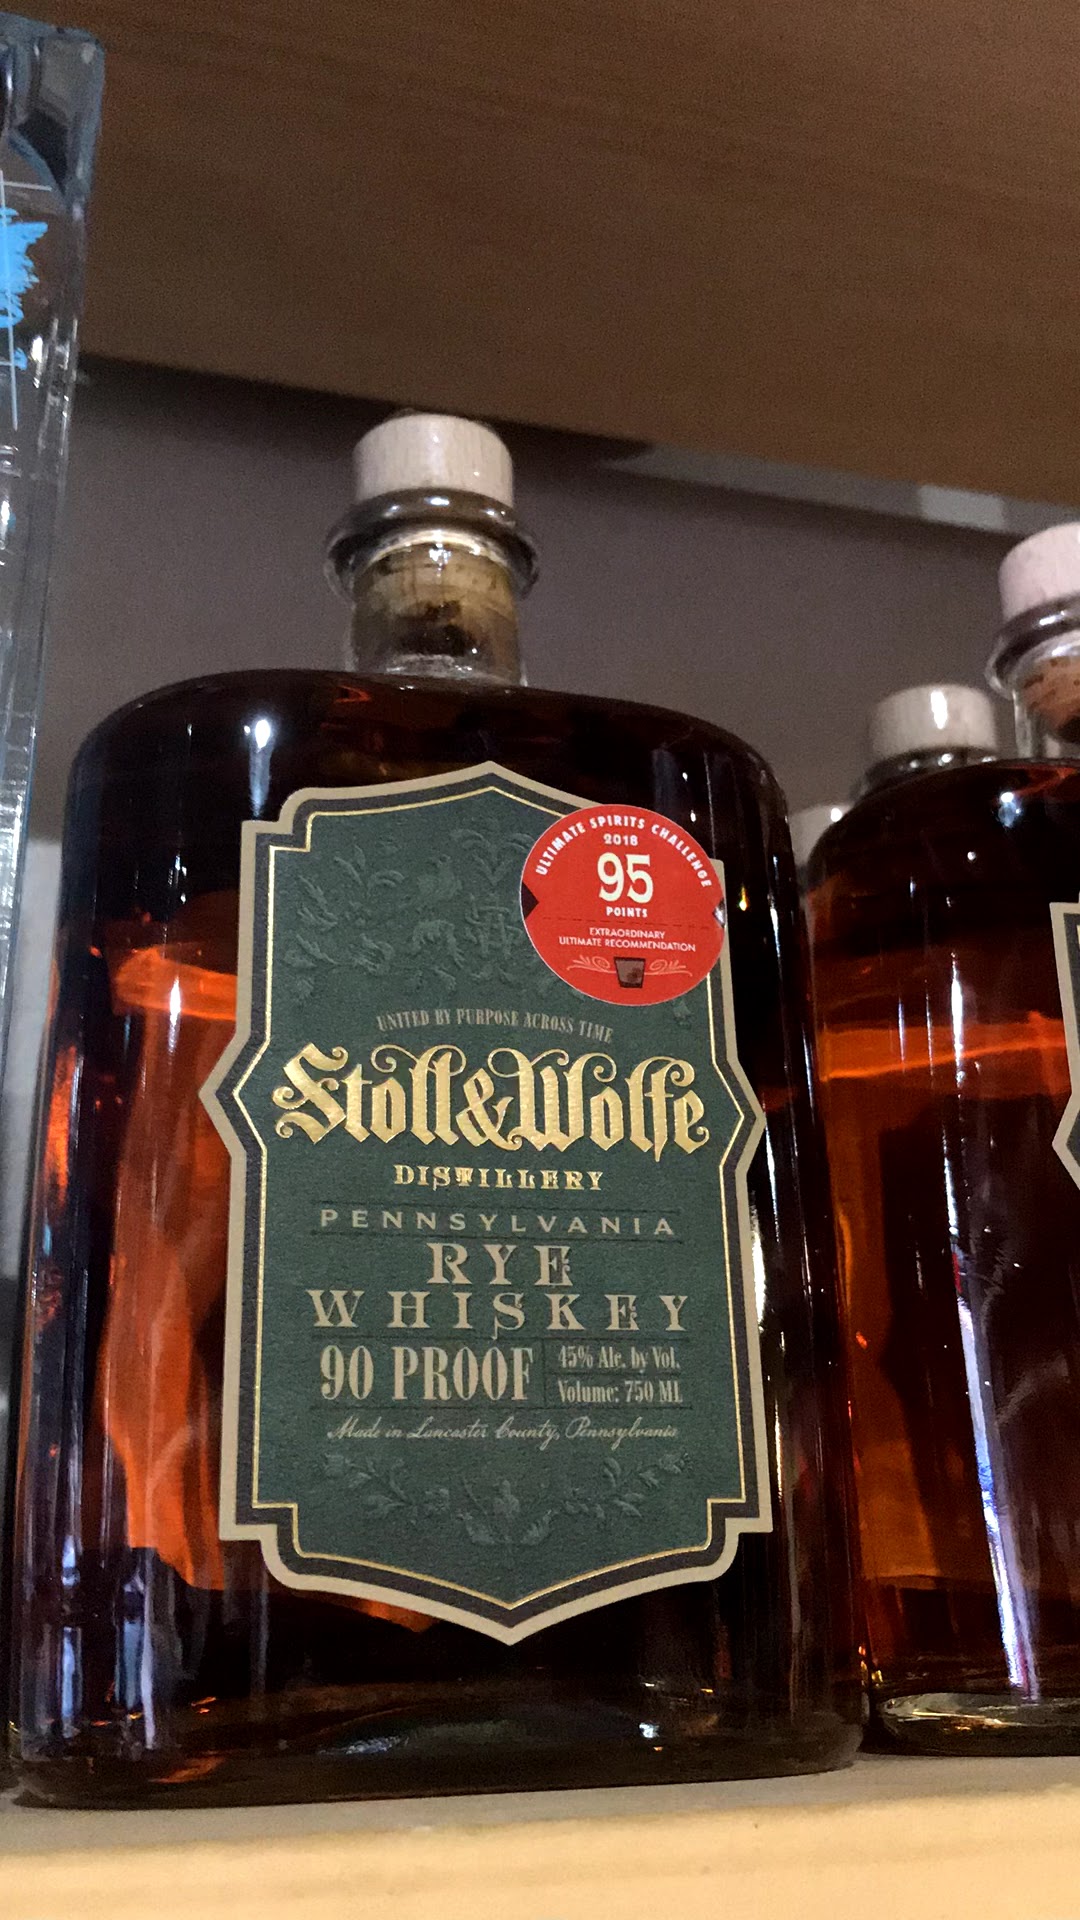 ULTIMATE SPIRITS CHALLENGE
2018
95
POINTS
EXTRAORDINARY
ULTIMATE RECOMMENDATION
UNITED BY PURPOSE ACROSS TIME
Stoll&Wolfe
DISTILLERY
PENNSYLVANIA
RYE
WHISKEY
90 PROOF
45% Alc. by Vol.
Volume: 750 ML
Made in Lancaster County, Pennsylvania